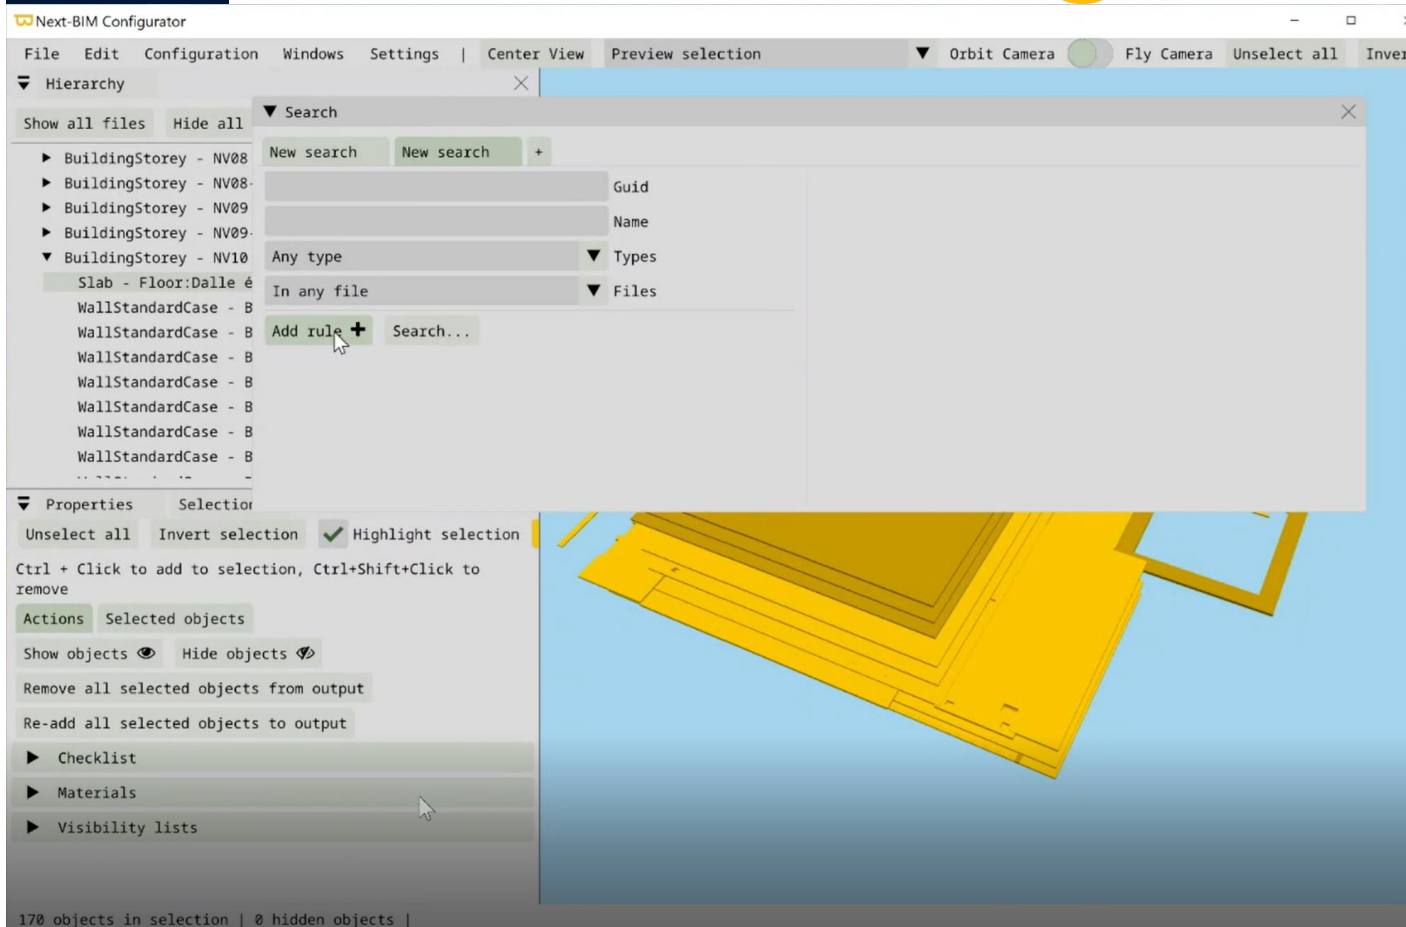 Next-BIM Configurator
File Edit Configuration Windows Settings | Center View Preview selection Orbit Camera Fly Camera Unselect all
Hierarchy
Show all files Hide all
BuildingStorey - NV08
BuildingStorey - NV08-
BuildingStorey - NV09
BuildingStorey - NV09-
BuildingStorey - NV10
Slab - Floor:Dalle é
WallStandardCase - B
WallStandardCase - B
WallStandardCase - B
WallStandardCase - B
WallStandardCase - B
WallStandardCase - B
WallStandardCase - B
Search
New search New search +
Guid
Name
Any type Types
In any file Files
Add rule Search...
Properties Selection
Unselect all Invert selection Highlight selection
Ctrl + Click to add to selection, Ctrl+Shift+Click to
remove
Actions Selected objects
Show objects Hide objects
Remove all selected objects from output
Re-add all selected objects to output
Checklist
Materials
Visibility lists
170 objects in selection | 0 hidden objects |